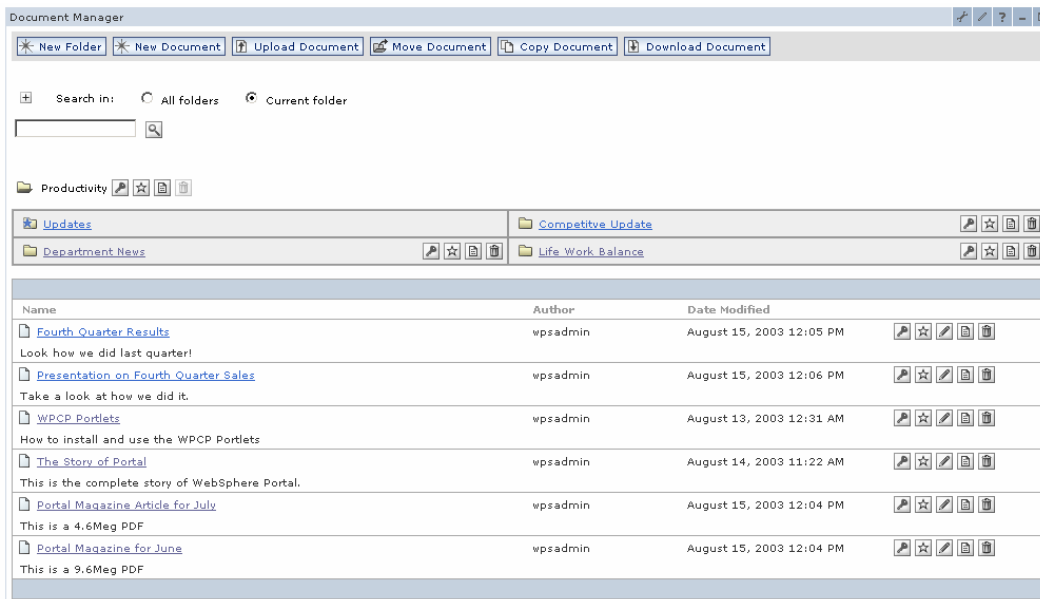 Document Manager
New Folder New Document Upload Document Move Document Copy Document Download Document
Search in: All folders Current folder
Productivity
Updates Competitve Update
Department News Life Work Balance
Name Author Date Modified
Fourth Quarter Results wpsadmin August 15, 2003 12:05 PM
Look how we did last quarter!
Presentation on Fourth Quarter Sales wpsadmin August 15, 2003 12:06 PM
Take a look at how we did it.
WPCP Portlets wpsadmin August 13, 2003 12:31 AM
How to install and use the WPCP Portlets
The Story of Portal wpsadmin August 14, 2003 11:22 AM
This is the complete story of WebSphere Portal.
Portal Magazine Article for July wpsadmin August 15, 2003 12:04 PM
This is a 4.6Meg PDF
Portal Magazine for June wpsadmin August 15, 2003 12:04 PM
This is a 9.6Meg PDF